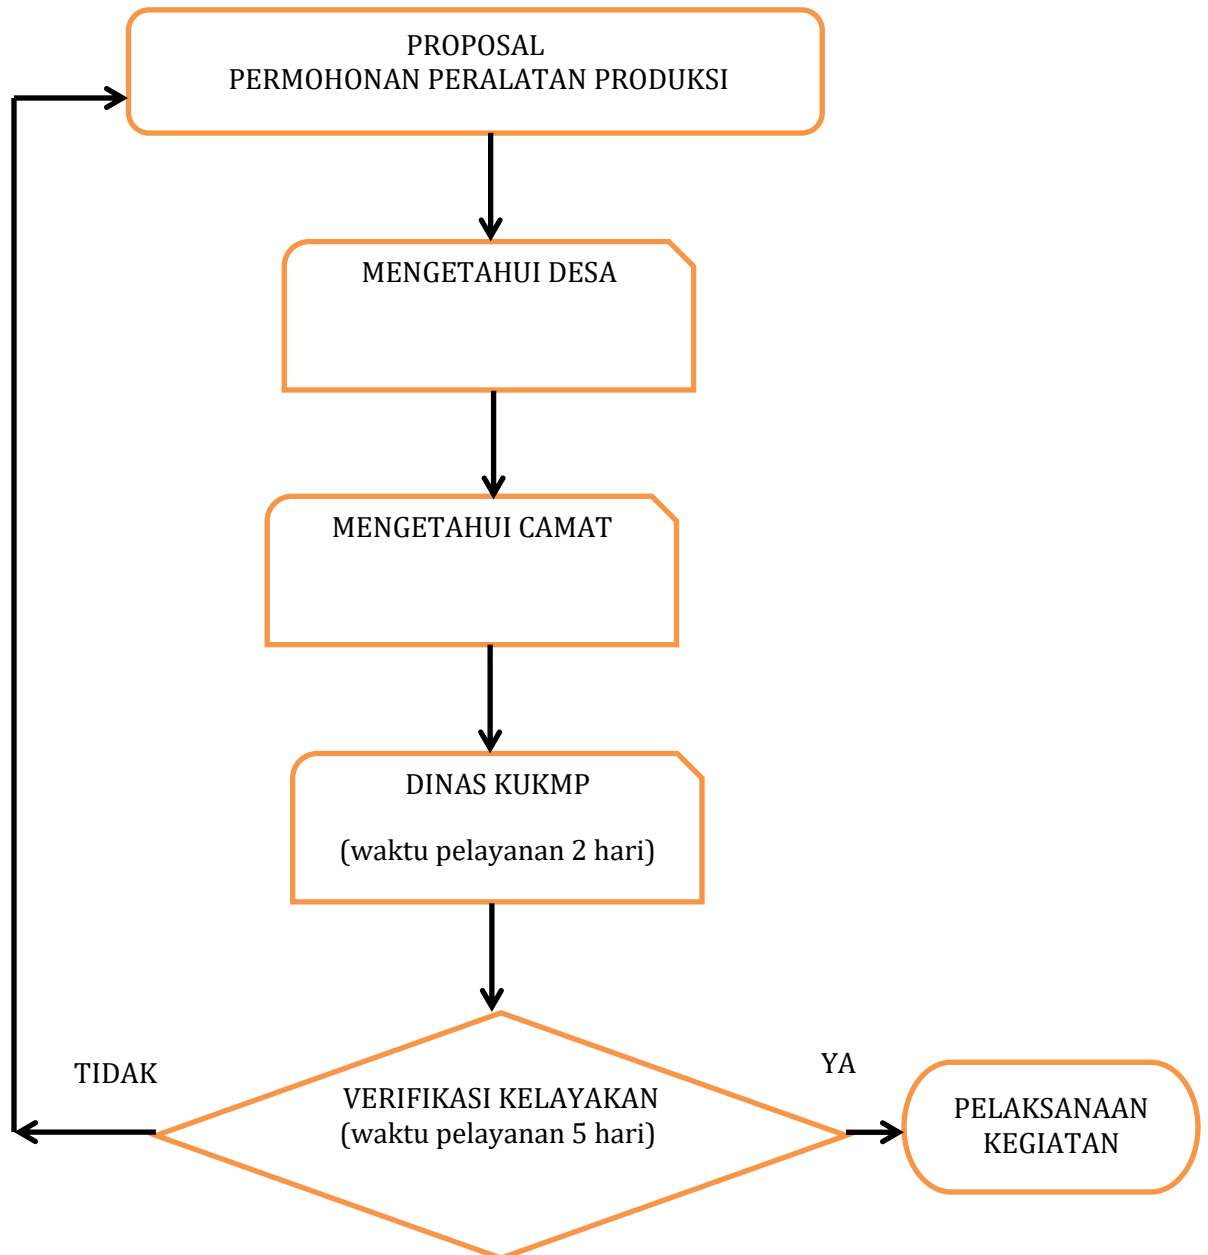 PROPOSAL
PERMOHONAN PERALATAN PRODUKSI
MENGETAHUI DESA
MENGETAHUI CAMAT
DINAS KUKMP
(waktu pelayanan 2 hari)
TIDAK
YA
VERIFIKASI KELAYAKAN
(waktu pelayanan 5 hari)
PELAKSANAAN
KEGIATAN